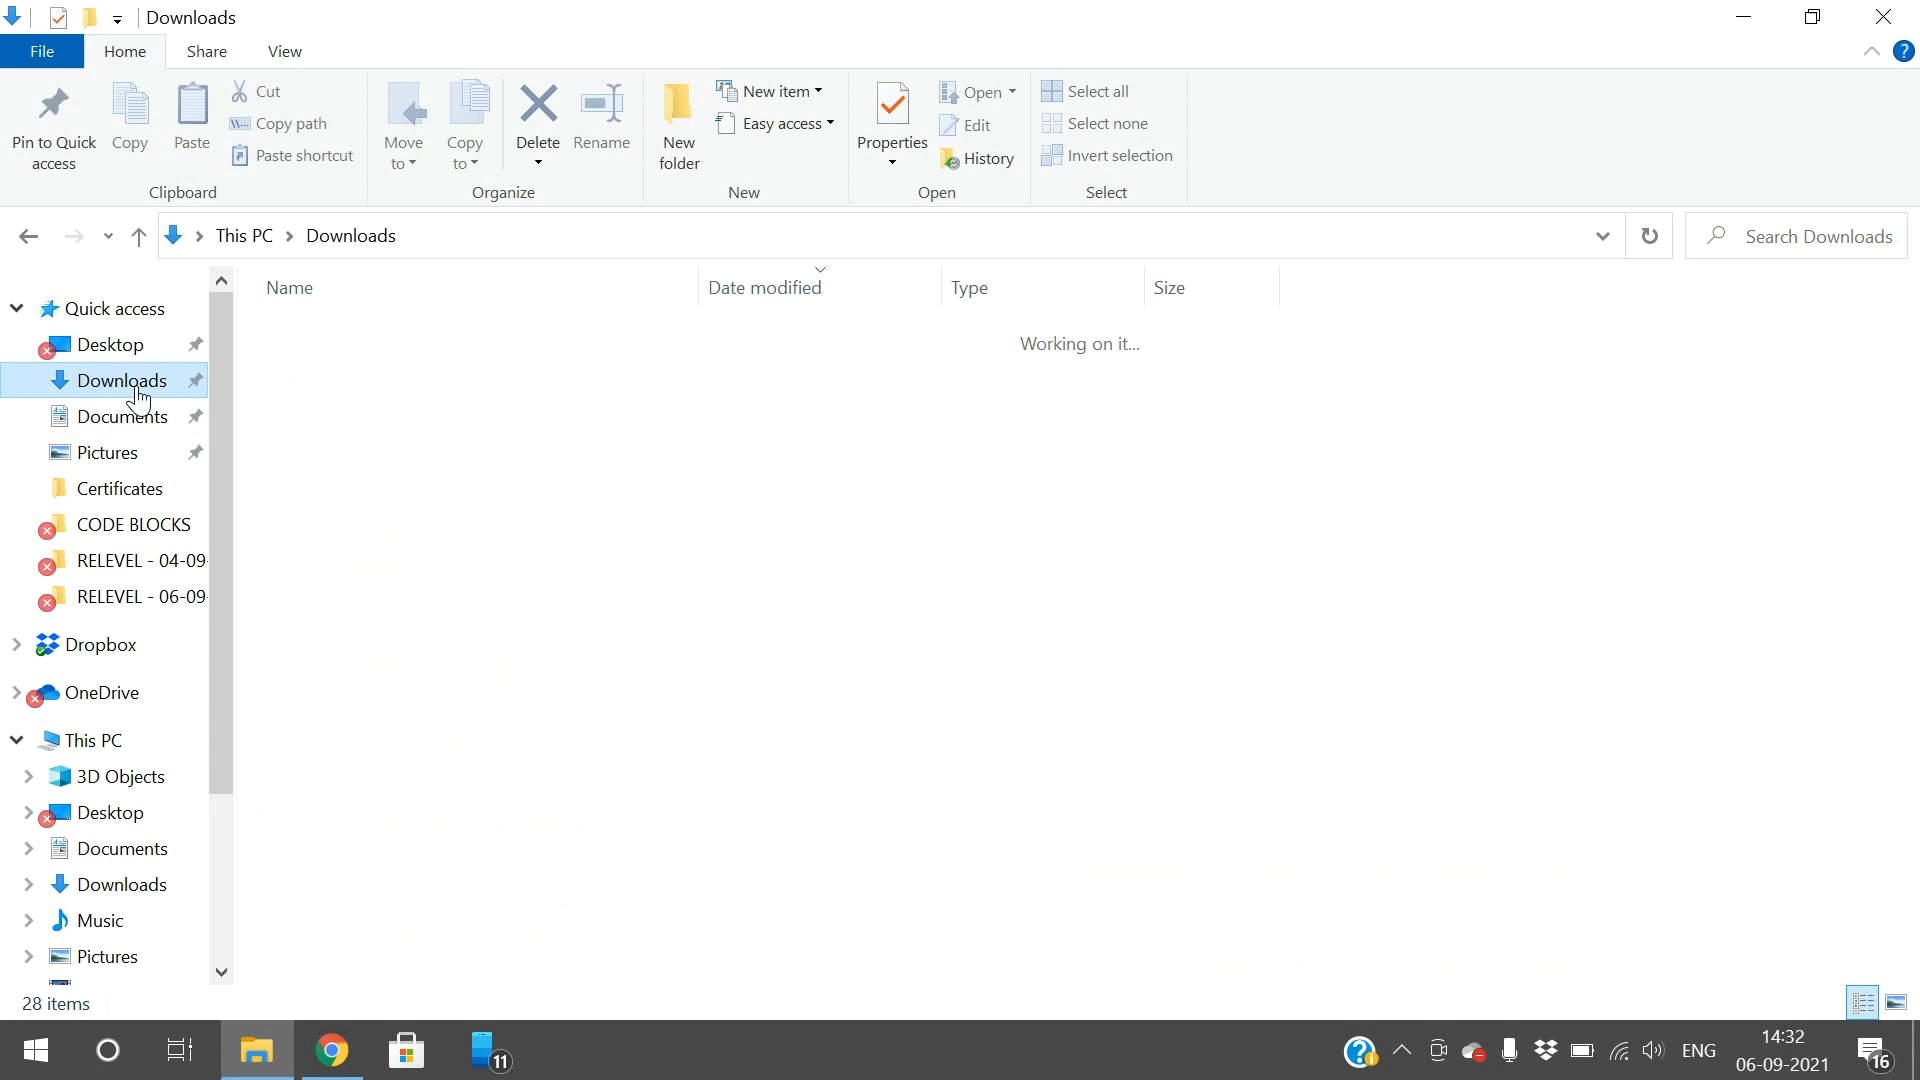 Downloads
File Home Share View
Pin to Quick access
Copy
Paste
Cut
Copy path
Paste shortcut
Clipboard
Move to
Copy to
Delete
Rename
Organize
New folder
New item
Easy access
New
Properties
Open
Edit
History
Open
Select all
Select none
Invert selection
Select
This PC > Downloads
Search Downloads
Name Date modified Type Size
Working on it...
Quick access
Desktop
Downloads
Documents
Pictures
Certificates
CODE BLOCKS
RELEVEL - 04-09-
RELEVEL - 06-09-
Dropbox
OneDrive
This PC
3D Objects
Desktop
Documents
Downloads
Music
Pictures
28 items
11
ENG
14:32
06-09-2021
16